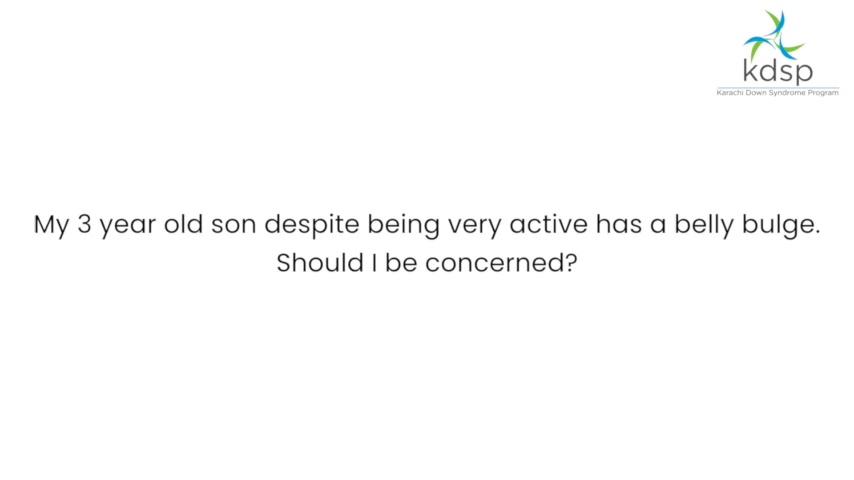 kdsp
Karachi Down Syndrome Program
My 3 year old son despite being very active has a belly bulge.
Should I be concerned?